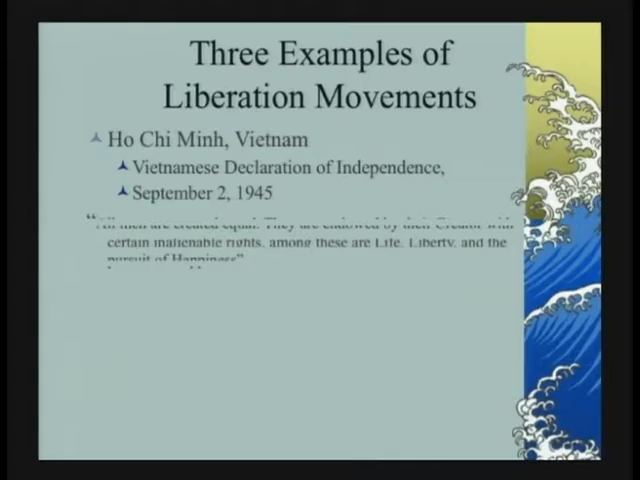 Three Examples of
Liberation Movements
Ho Chi Minh, Vietnam
Vietnamese Declaration of Independence,
September 2, 1945
“All men are created equal. They are endowed by their Creator with
certain inalienable rights, among these are Life, Liberty, and the
pursuit of Happiness”